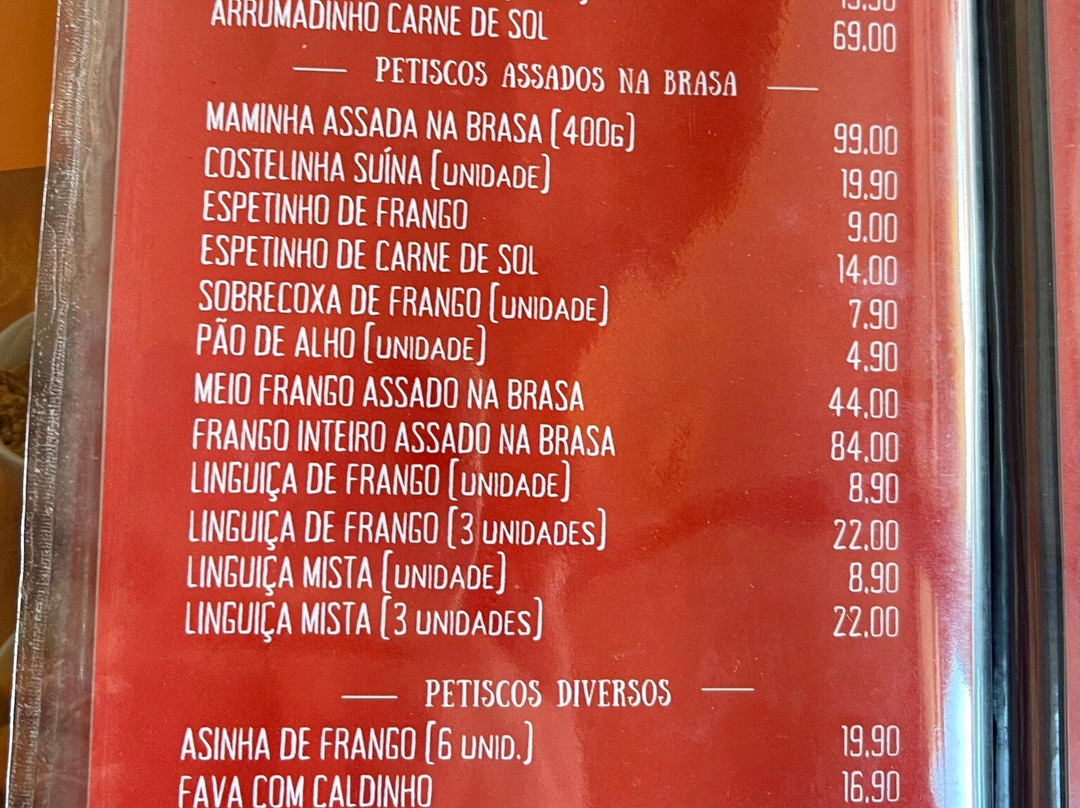 ARRUMADINHO CARNE DE SOL 69,00
PETISCOS ASSADOS NA BRASA
MAMINHA ASSADA NA BRASA (400G) 99,00
COSTELINHA SUÍNA (UNIDADE) 19,90
ESPETINHO DE FRANGO 9,00
ESPETINHO DE CARNE DE SOL 14,00
SOBRECOXA DE FRANGO (UNIDADE) 7,90
PÃO DE ALHO (UNIDADE) 4,90
MEIO FRANGO ASSADO NA BRASA 44,00
FRANGO INTEIRO ASSADO NA BRASA 84,00
LINGUIÇA DE FRANGO (UNIDADE) 8,90
LINGUIÇA DE FRANGO (3 UNIDADES) 22,00
LINGUIÇA MISTA (UNIDADE) 8,90
LINGUIÇA MISTA (3 UNIDADES) 22,00
PETISCOS DIVERSOS
ASINHA DE FRANGO (6 UNID.) 19,90
FAVA COM CALDINHO 16,90